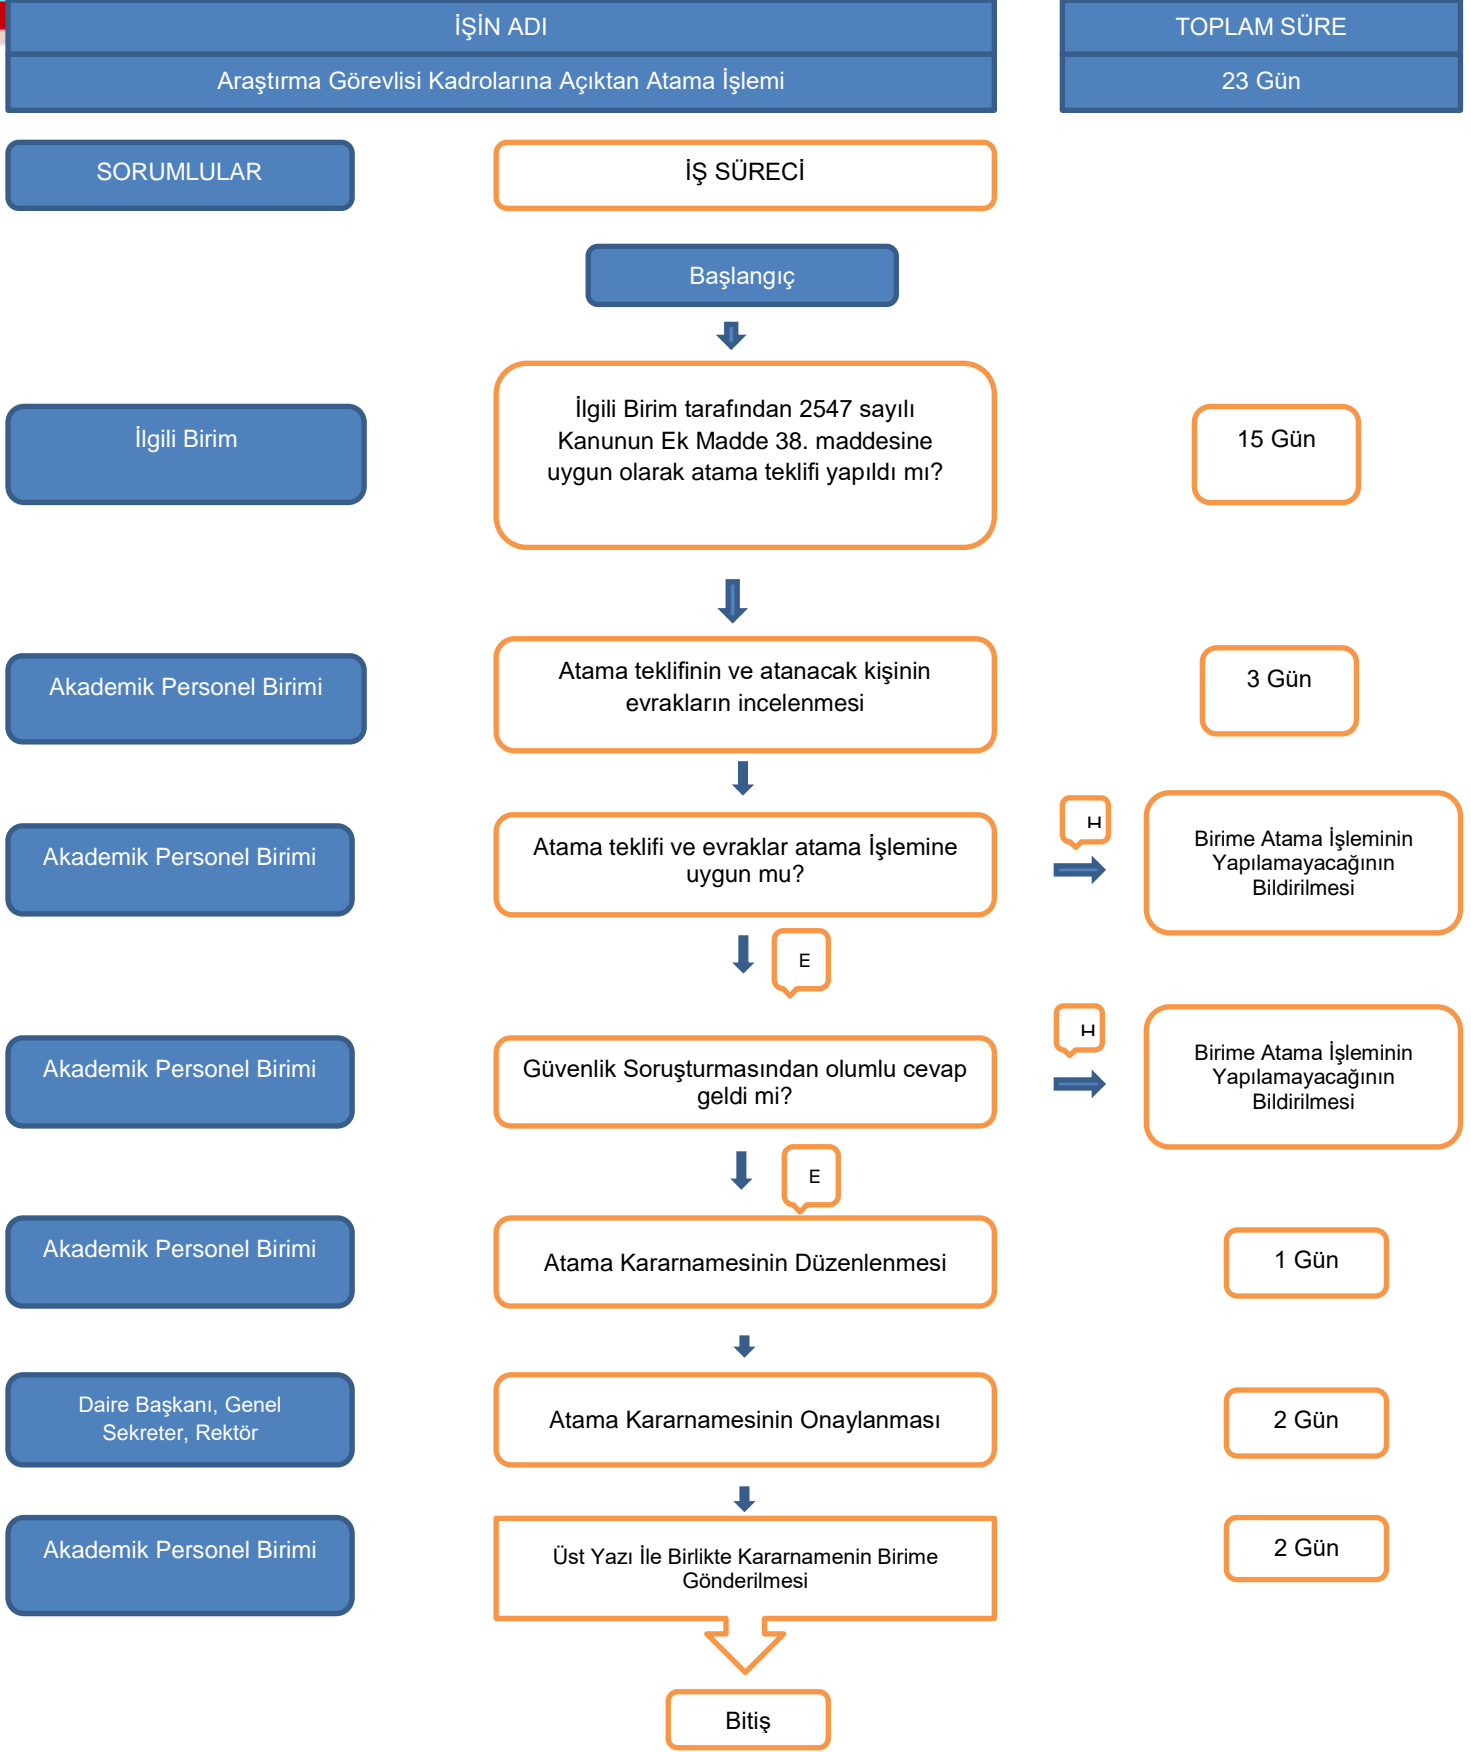 İŞİN ADI
TOPLAM SÜRE
Araştırma Görevlisi Kadrolarına Açıktan Atama İşlemi
23 Gün
SORUMLULAR
İŞ SÜRECİ
Başlangıç
İlgili Birim
İlgili Birim tarafından 2547 sayılı
Kanunun Ek Madde 38. maddesine
uygun olarak atama teklifi yapıldı mı?
15 Gün
Akademik Personel Birimi
Atama teklifinin ve atanacak kişinin
evrakların incelenmesi
3 Gün
Akademik Personel Birimi
Atama teklifi ve evraklar atama İşlemine
uygun mu?
H
Birime Atama İşleminin
Yapılamayacağının
Bildirilmesi
E
Akademik Personel Birimi
Güvenlik Soruşturmasından olumlu cevap
geldi mi?
H
Birime Atama İşleminin
Yapılamayacağının
Bildirilmesi
E
Akademik Personel Birimi
Atama Kararnamesinin Düzenlenmesi
1 Gün
Daire Başkanı, Genel
Sekreter, Rektör
Atama Kararnamesinin Onaylanması
2 Gün
Akademik Personel Birimi
Üst Yazı İle Birlikte Kararnamenin Birime
Gönderilmesi
2 Gün
Bitiş